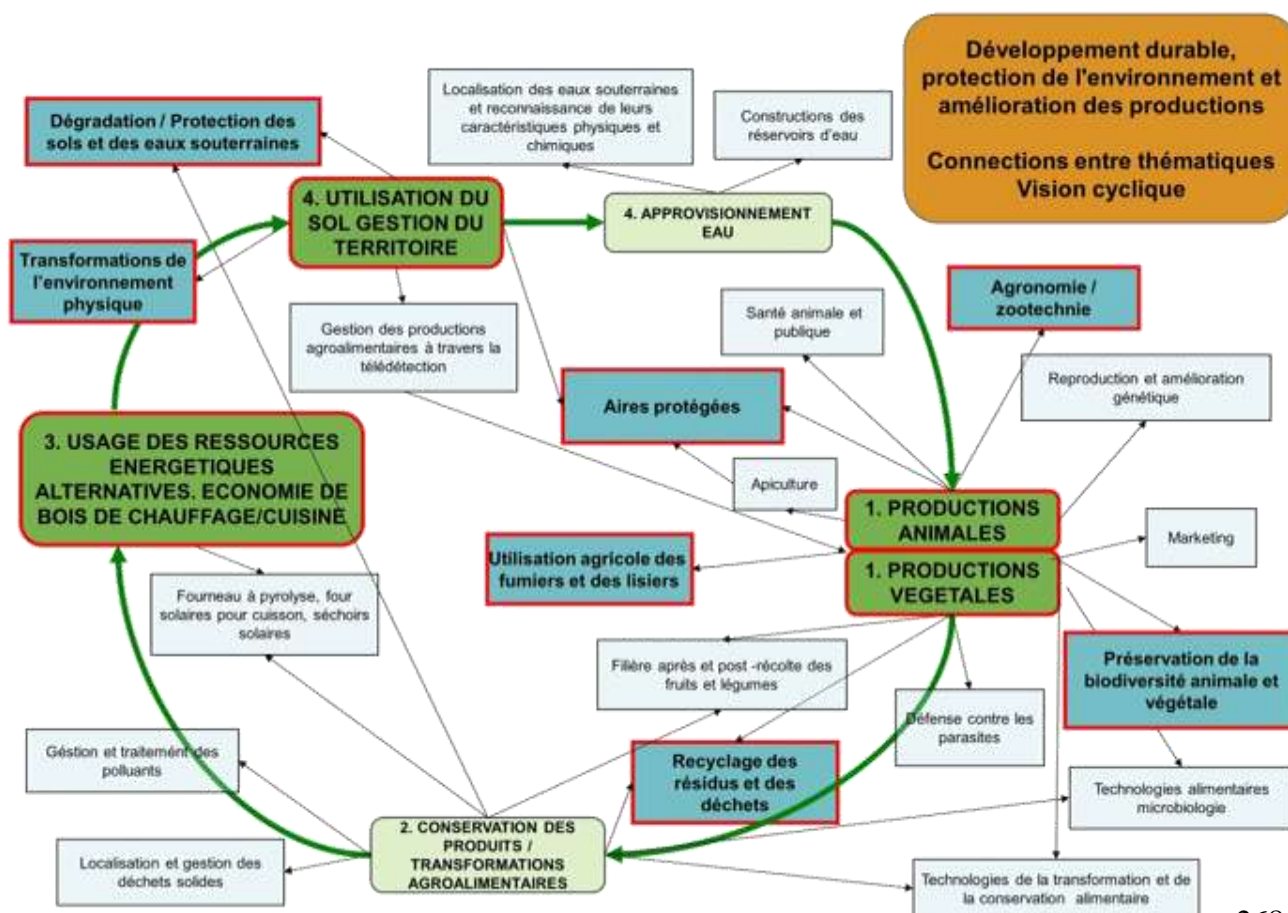 Développement durable,
protection de l'environnement et
amélioration des productions
Connections entre thématiques
Vision cyclique
Localisation des eaux souterraines
et reconnaissance de leurs
caractéristiques physiques et
chimiques
Constructions des
réservoirs d'eau
Dégradation / Protection des
sols et des eaux souterraines
4. UTILISATION DU
SOL GESTION DU
TERRITOIRE
4. APPROVISIONNEMENT
EAU
Transformations de
l'environnement
physique
Agronomie /
zootechnie
Santé animale et
publique
Gestion des productions
agroalimentaires à travers la
télédétection
Reproduction et amélioration
génétique
Aires protégées
3. USAGE DES RESSOURCES
ENERGETIQUES
ALTERNATIVES. ECONOMIE DE
BOIS DE CHAUFFAGE/CUISINE
Apiculture
1. PRODUCTIONS
ANIMALES
Marketing
Utilisation agricole des
fumiers et des lisiers
1. PRODUCTIONS
VEGETALES
Fourneau à pyrolyse, four
solaires pour cuisson, séchoirs
solaires
Filière après et post -récolte des
fruits et légumes
Préservation de la
biodiversité animale et
végétale
Défense contre les
parasites
Géstion et traitement des
polluants
Recyclage des
résidus et des
déchets
Technologies alimentaires
microbiologie
2. CONSERVATION DES
PRODUITS /
TRANSFORMATIONS
AGROALIMENTAIRES
Localisation et gestion des
déchets solides
Technologies de la transformation et de
la conservation alimentaire